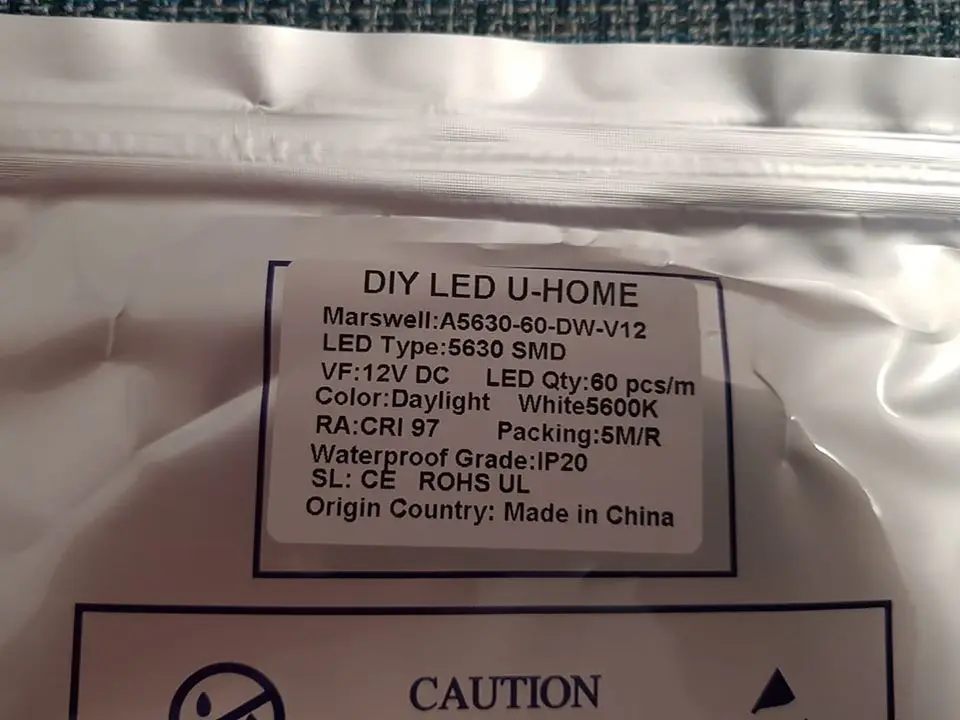 DIY LED U-HOME
Marswell:A5630-60-DW-V12
LED Type:5630 SMD
VF:12V DC LED Qty:60 pcs/m
Color:Daylight White5600K
RA:CRI 97 Packing:5M/R
Waterproof Grade:IP20
SL: CE ROHS UL
Origin Country: Made in China
CAUTION